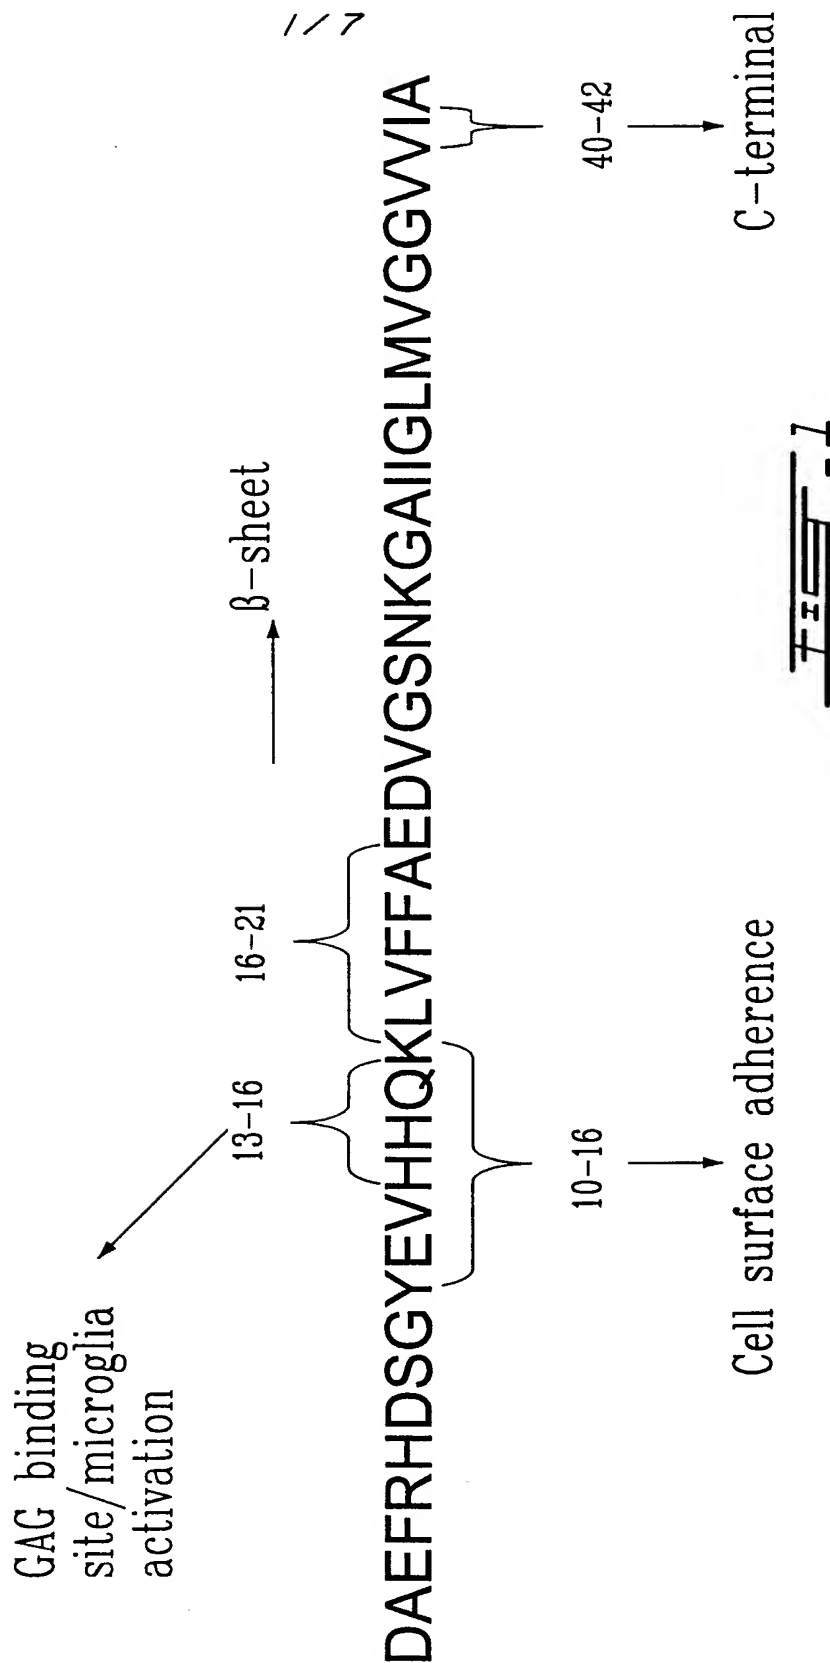 1/7
GAG binding
site/microglia
activation
13-16
16-21
β-sheet
DAEFRHDSGYEVHHQKLVFFAEDVGSNKGAIIGLMVGGVVIA
10-16
40-42
Cell surface adherence
C-terminal